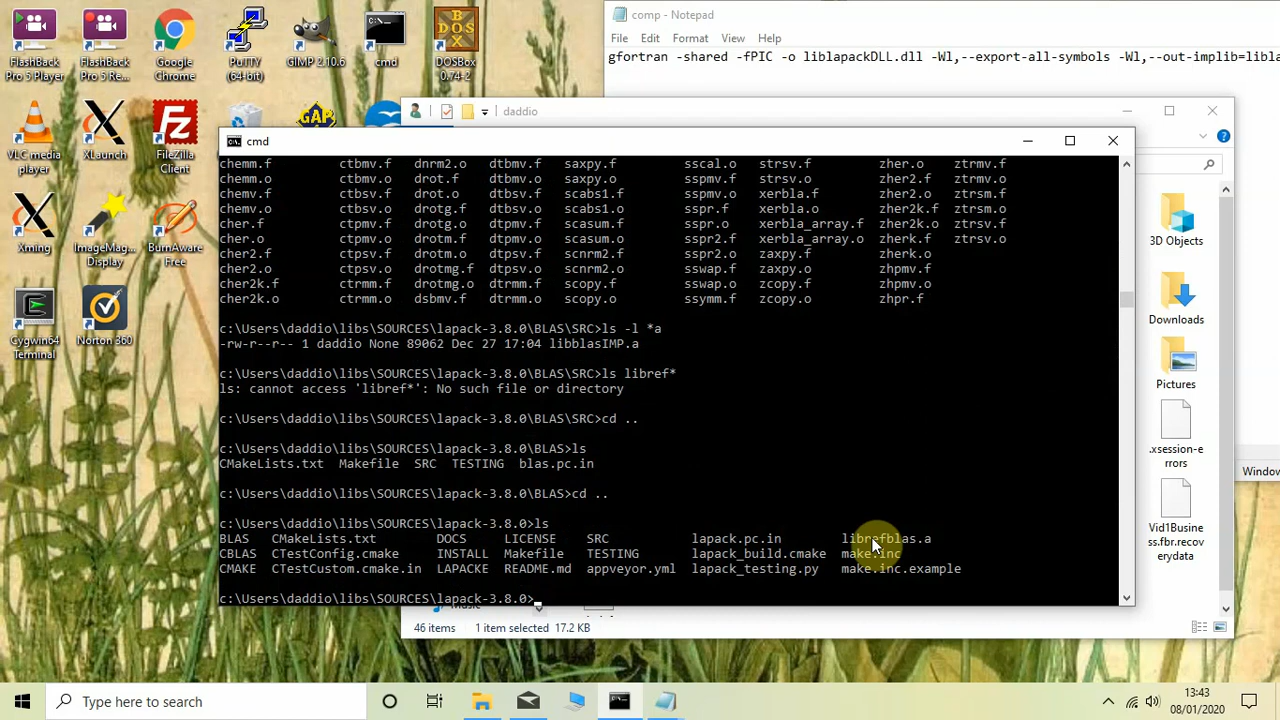 FlashBack Pro 5 Player
FlashBack Pro 5 Re...
Google Chrome
PuTTY (64-bit)
GIMP 2.10.6
cmd
DOSBox 0.74-2
VLC media player
XLaunch
FileZilla Client
Xming
ImageMag... Display
BurnAware Free
Cygwin64 Terminal
Norton 360
comp - Notepad
File Edit Format View Help
gfortran -shared -fPIC -o liblapackDLL.dll -Wl,--export-all-symbols -Wl,--out-implib=libla
daddio
cmd
chemm.f ctbmv.o dnrm2.o dtbmv.f saxpy.f sscal.o strsv.f zher.o ztrmv.f
chemm.o ctbmv.o drot.f dtbmv.o saxpy.o sspmv.f strsv.o zher2.f ztrmv.o
chemv.f ctbsv.f drot.o dtbsv.f scabs1.f sspmv.o xerbla.f zher2.o ztrsm.f
chemv.o ctbsv.o drotg.f dtbsv.o scabs1.o sspr.f xerbla.o zher2k.f ztrsm.o
cher.f ctpmv.f drotg.o dtpmv.f scasum.f sspr.o xerbla_array.f zher2k.o ztrsv.f
cher.o ctpmv.o drotm.f dtpmv.o scasum.o sspr2.f xerbla_array.o zherk.f ztrsv.o
cher2.f ctpsv.f drotm.o dtpsv.f scnrm2.f sspr2.o zaxpy.f zherk.o
cher2.o ctpsv.o drotmg.f dtpsv.o scnrm2.o sswap.f zaxpy.o zhpmv.f
cher2k.f ctrmm.f drotmg.o dtrmm.f scopy.f sswap.o zcopy.f zhpmv.o
cher2k.o ctrmm.o dsbmv.f dtrmm.o scopy.o ssymm.f zcopy.o zhpr.f
c:\Users\daddio\libs\SOURCES\lapack-3.8.0\BLAS\SRC>ls -l *a
-rw-r--r-- 1 daddio None 89062 Dec 27 17:04 libblasIMP.a
c:\Users\daddio\libs\SOURCES\lapack-3.8.0\BLAS\SRC>ls libref*
ls: cannot access 'libref*': No such file or directory
c:\Users\daddio\libs\SOURCES\lapack-3.8.0\BLAS\SRC>cd ..
c:\Users\daddio\libs\SOURCES\lapack-3.8.0\BLAS>ls
CMakeLists.txt Makefile SRC TESTING blas.pc.in
c:\Users\daddio\libs\SOURCES\lapack-3.8.0\BLAS>cd ..
c:\Users\daddio\libs\SOURCES\lapack-3.8.0>ls
BLAS CMakeLists.txt DOCS LICENSE SRC lapack.pc.in librefblas.a
CBLAS CTestConfig.cmake INSTALL Makefile TESTING lapack_build.cmake make.inc
CMAKE CTestCustom.cmake.in LAPACKE README.md appveyor.yml lapack_testing.py make.inc.example
c:\Users\daddio\libs\SOURCES\lapack-3.8.0>
3D Objects
Downloads
Pictures
.xsession-errors
Vid1Business.fbr.recoverydata
Window
46 items 1 item selected 17.2 KB
Type here to search
13:43
08/01/2020